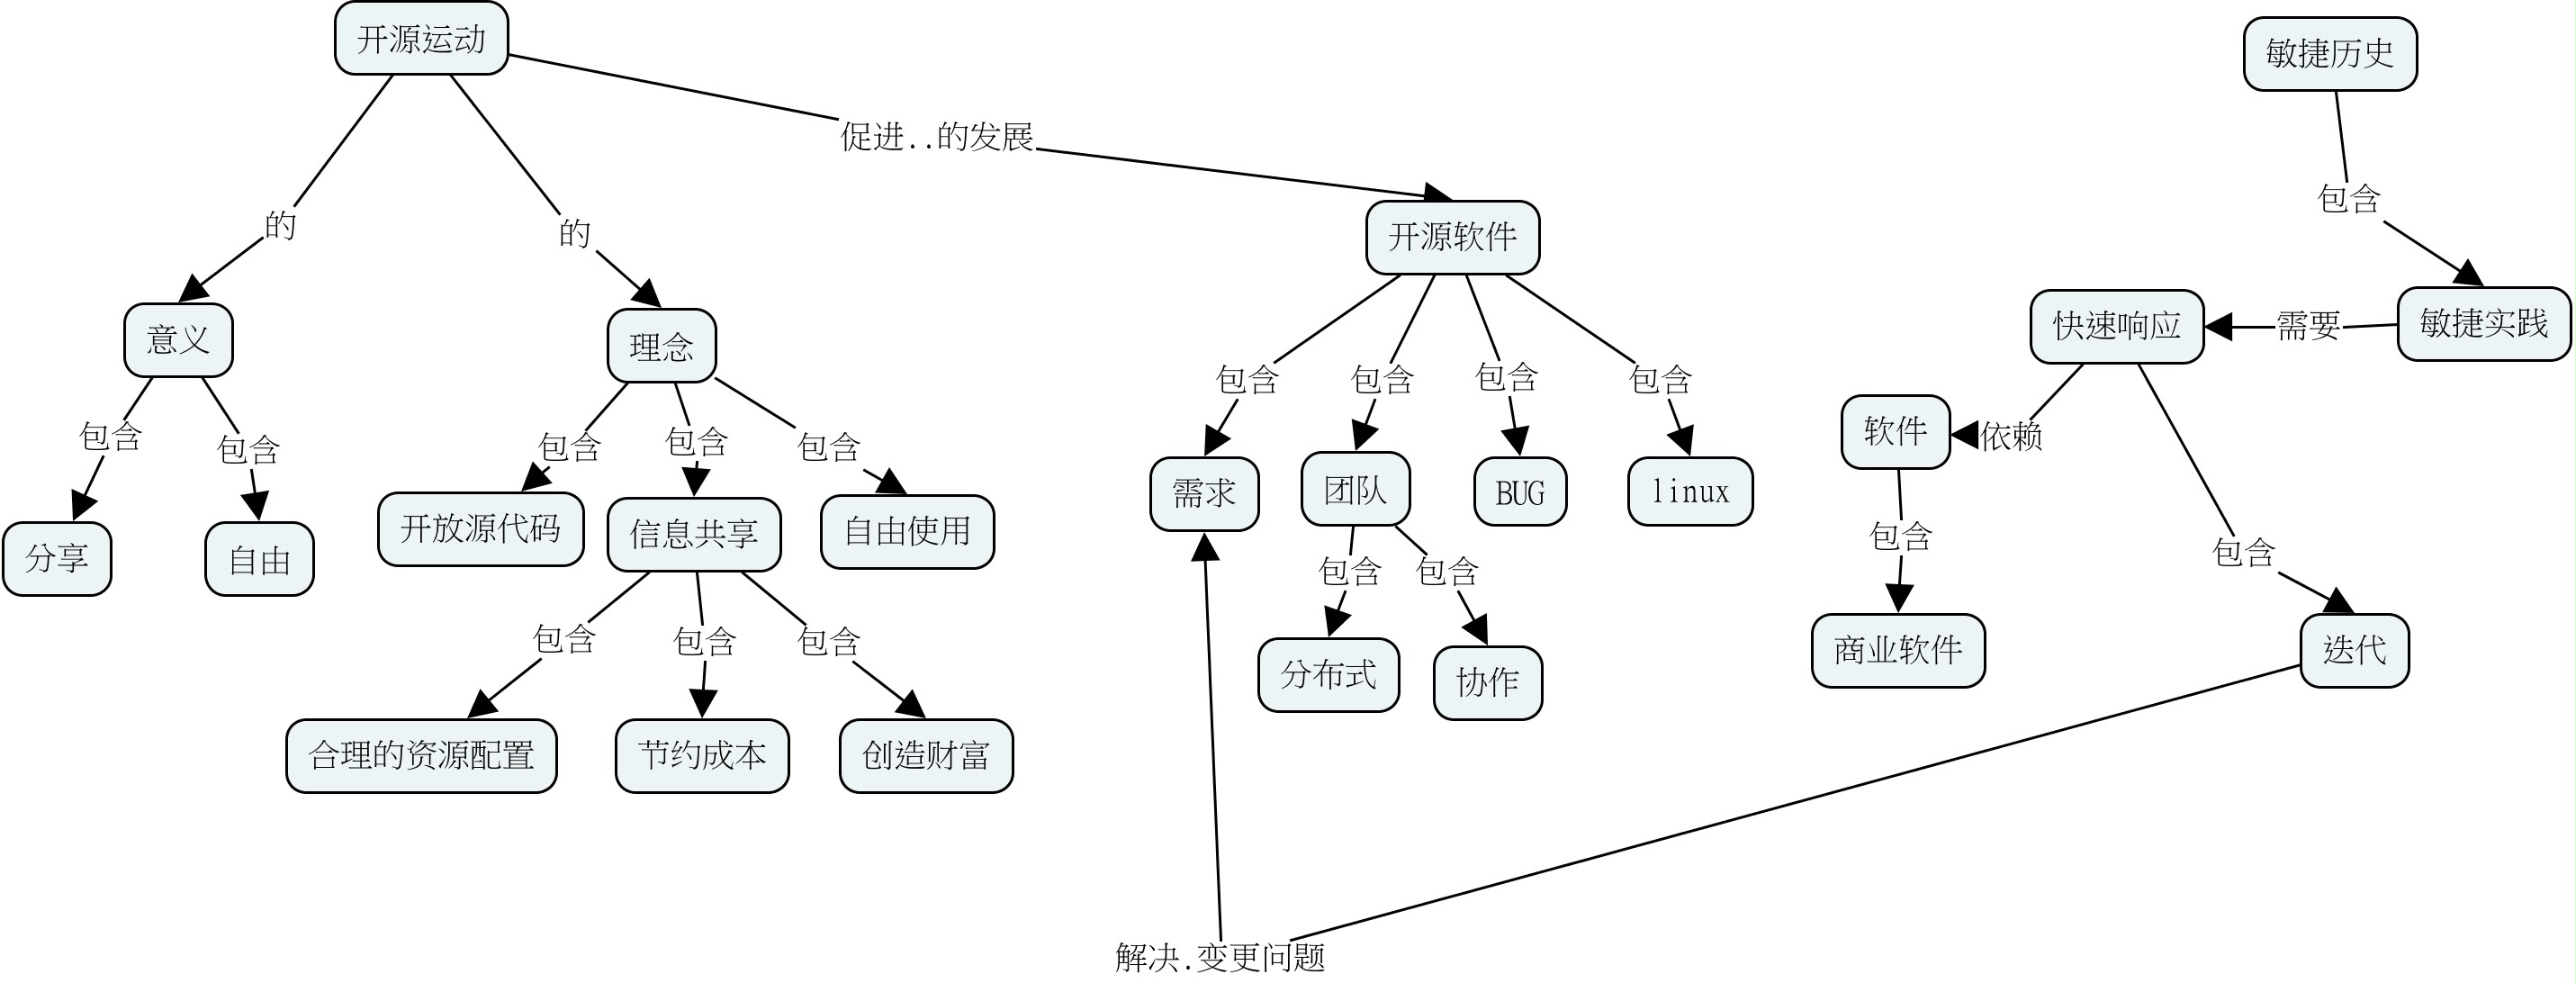 开源运动
敏捷历史
促进..的发展
包含
的
的
开源软件
意义
理念
快速响应
需要
敏捷实践
包含
包含
包含
包含
包含
包含
包含
包含
包含
软件
依赖
分享
自由
开放源代码
信息共享
自由使用
需求
团队
BUG
linux
包含
包含
包含
包含
包含
包含
包含
合理的资源配置
节约成本
创造财富
分布式
协作
商业软件
迭代
解决.变更问题